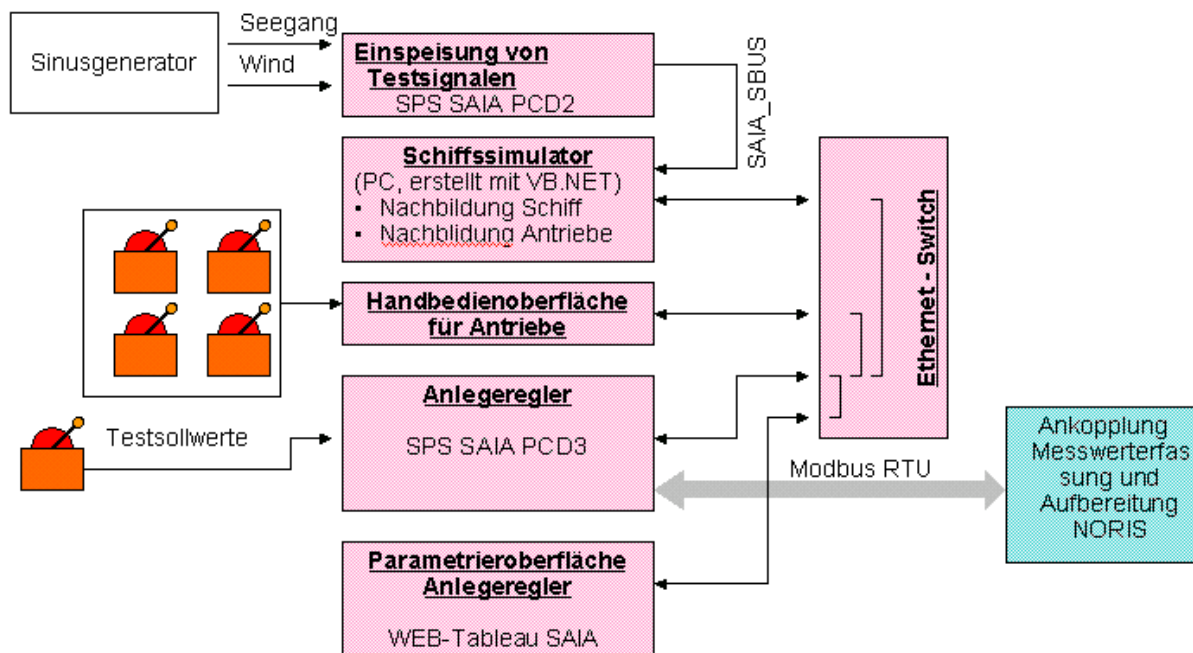 Seegang
Sinusgenerator
Wind
Einspeisung von
Testsignalen
SPS SAIA PCD2
SAIA_SBUS
Schiffssimulator
(PC, erstellt mit VB.NET)
• Nachbildung Schiff
• Nachblidung Antriebe
Ethernet - Switch
Handbedienoberfläche
für Antriebe
Anlegeregler
SPS SAIA PCD3
Testsollwerte
Modbus RTU
Ankopplung
Messwerterfas
sung und
Aufbereitung
NORIS
Parametrieroberfläche
Anlegeregler
WEB-Tableau SAIA